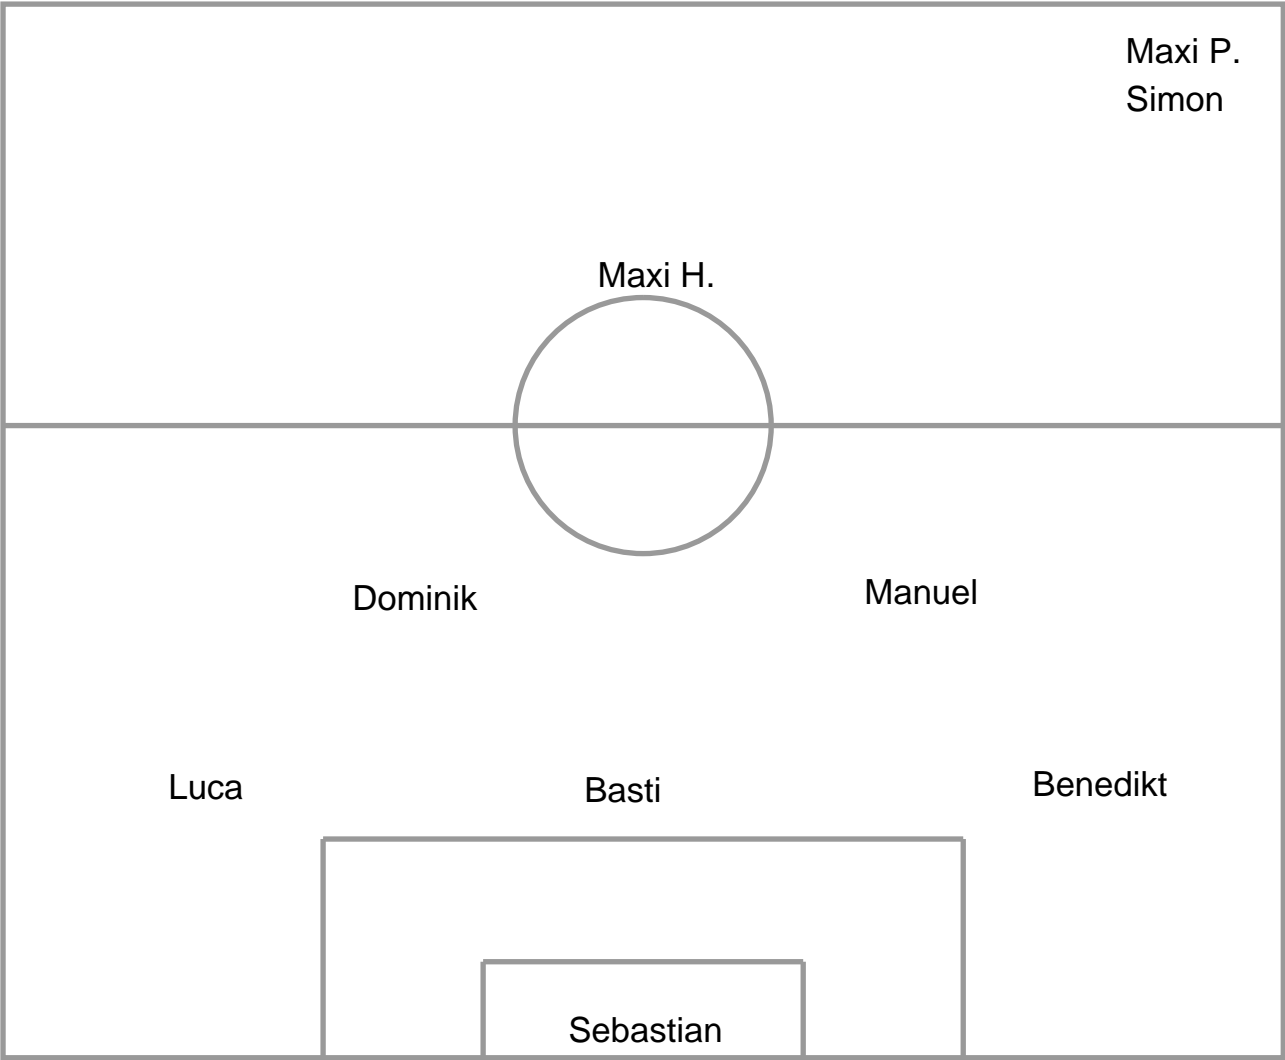 Maxi P.
Simon
Maxi H.
Dominik
Manuel
Luca
Basti
Benedikt
Sebastian